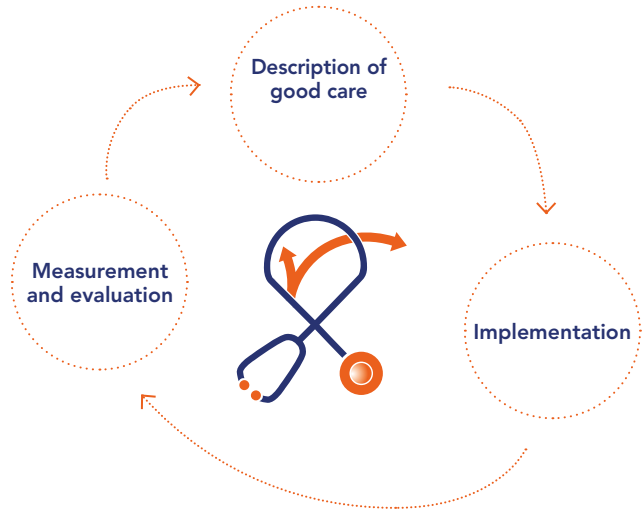 Description of
good care
Measurement
and evaluation
Implementation